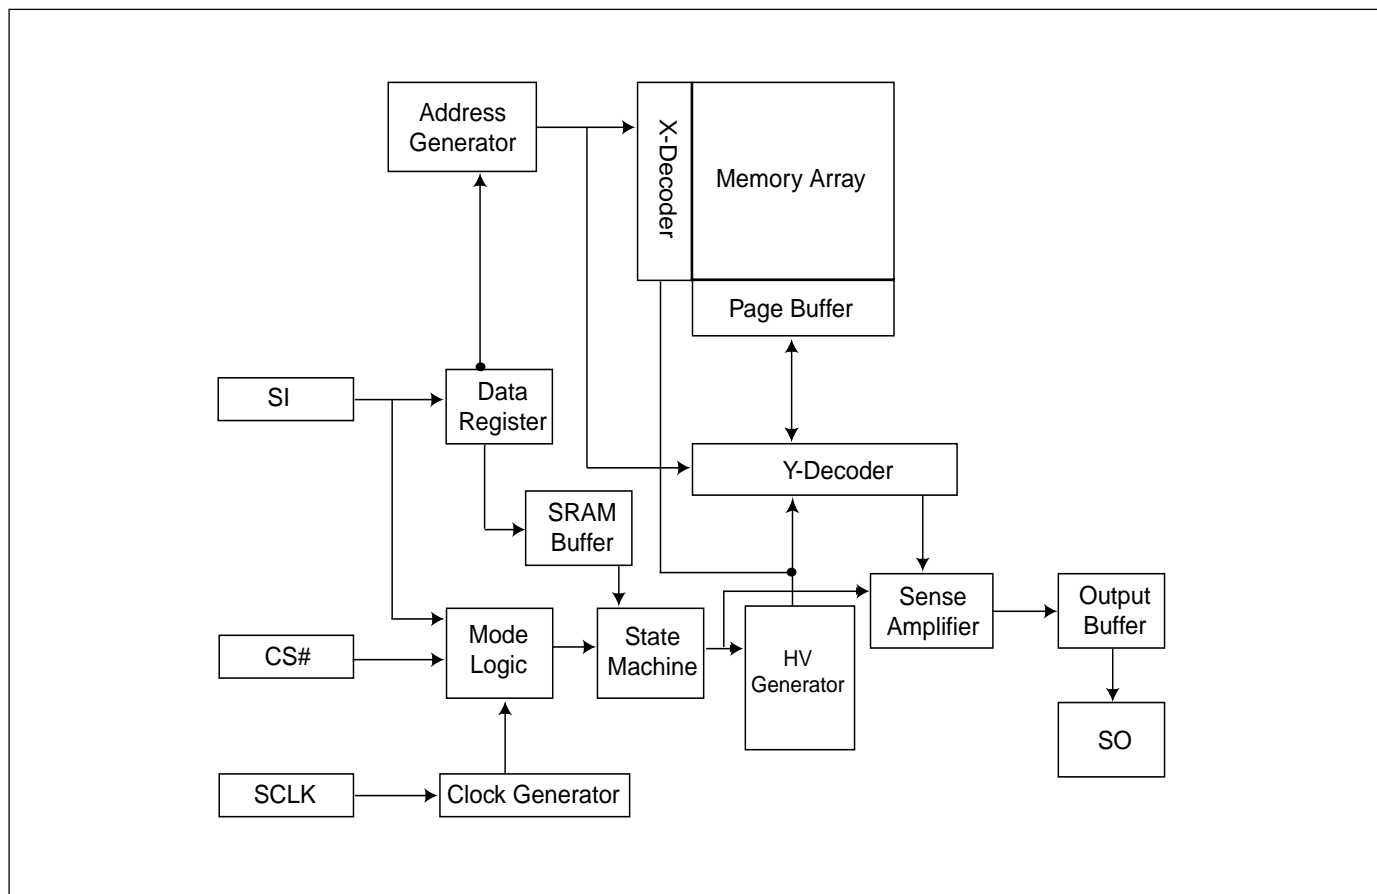 Address
Generator
X-Decoder
Memory Array
Page Buffer
SI
Data
Register
Y-Decoder
SRAM
Buffer
Sense
Amplifier
Output
Buffer
Mode
Logic
State
Machine
CS#
HV
Generator
SO
SCLK
Clock Generator